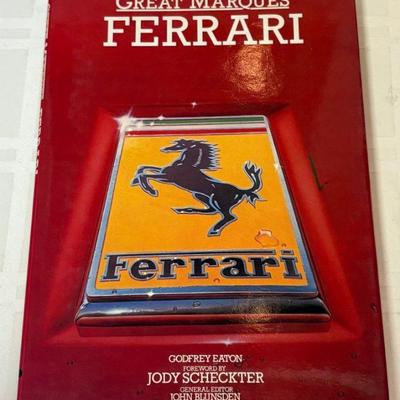 GREAT MARQUES
FERRARI
Ferrari
GODFREY EATON
FOREWORD BY
JODY SCHECKTER
GENERAL EDITOR
JOHN BLUNSDEN